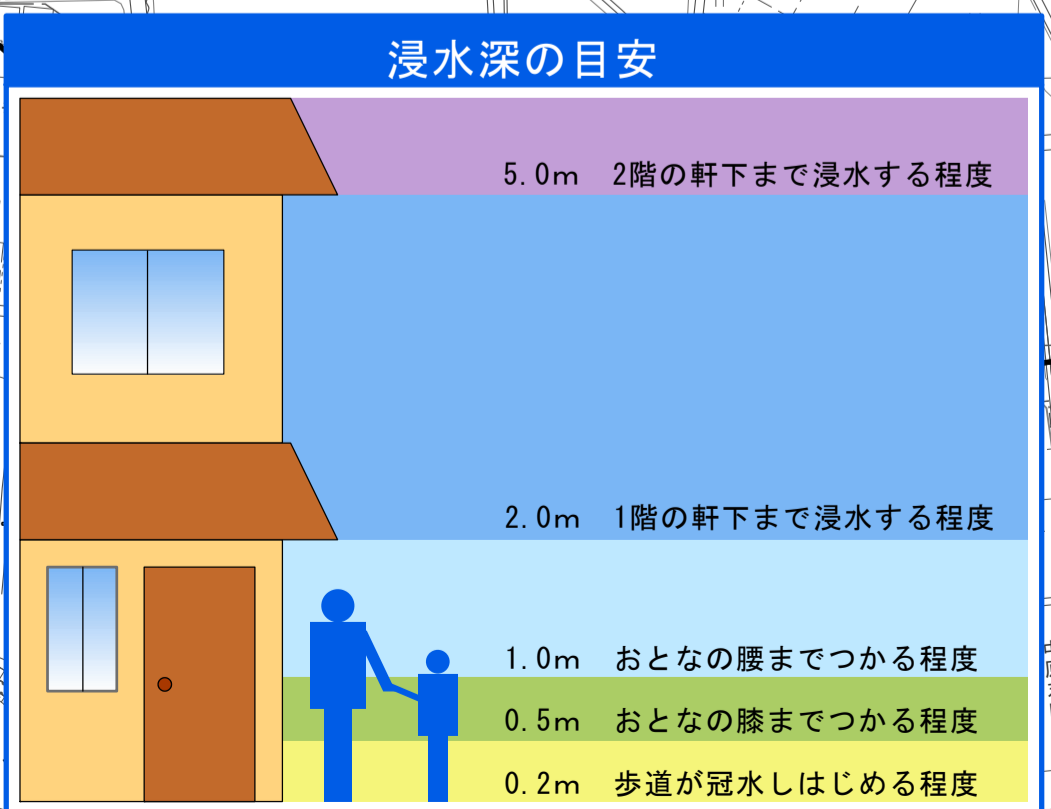 浸水深の目安
5.0m 2階の軒下まで浸水する程度
2.0m 1階の軒下まで浸水する程度
1.0m おとなの腰までつかる程度
0.5m おとなの膝までつかる程度
0.2m 歩道が冠水しはじめる程度